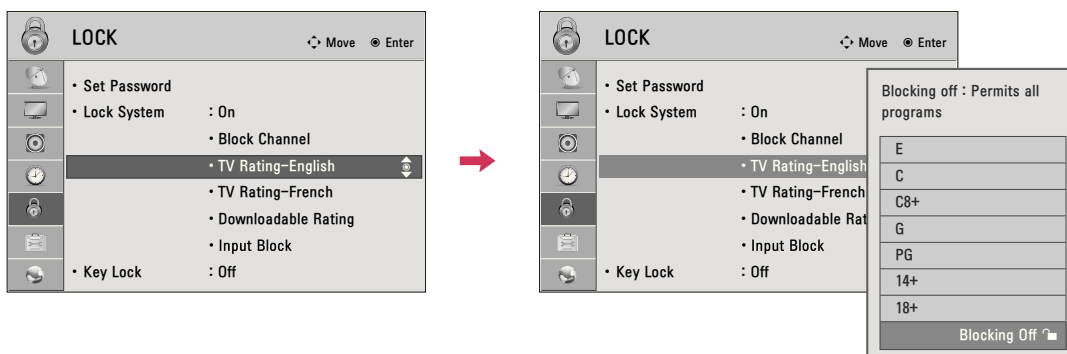 LOCK
Move Enter
• Set Password
• Lock System : On
• Block Channel
• TV Rating-English
• TV Rating-French
• Downloadable Rating
• Input Block
• Key Lock : Off
LOCK
Move Enter
• Set Password
• Lock System : On
• Block Channel
• TV Rating-English
• TV Rating-French
• Downloadable Rat
• Input Block
• Key Lock : Off
Blocking off : Permits all
programs
E
C
C8+
G
PG
14+
18+
Blocking Off